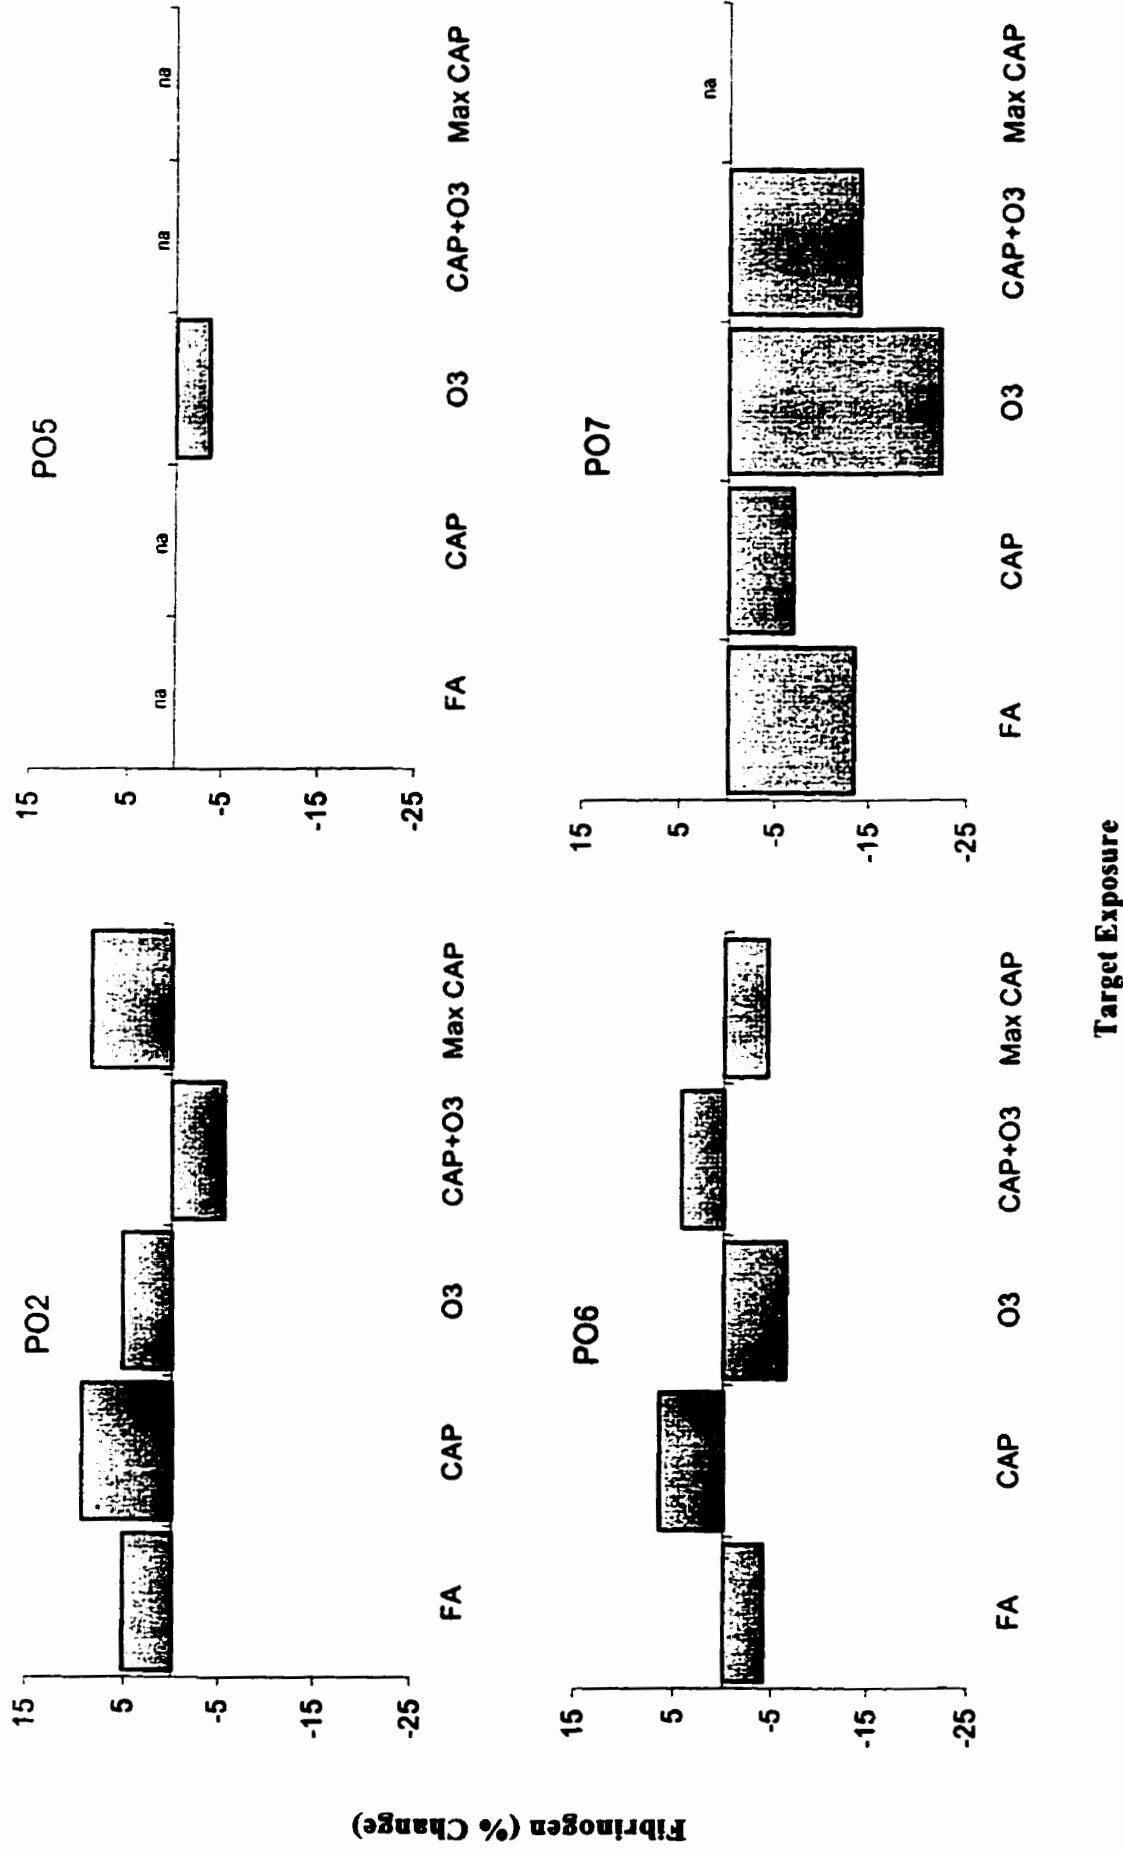 Fibrinogen (% Change)
PO2
15
5
-5
-15
-25
FA CAP O3 CAP+O3 Max CAP
PO5
15
5
-5
-15
-25
na na na na
FA CAP O3 CAP+O3 Max CAP
PO6
15
5
-5
-15
-25
FA CAP O3 CAP+O3 Max CAP
PO7
15
5
-5
-15
-25
na
FA CAP O3 CAP+O3 Max CAP
Target Exposure